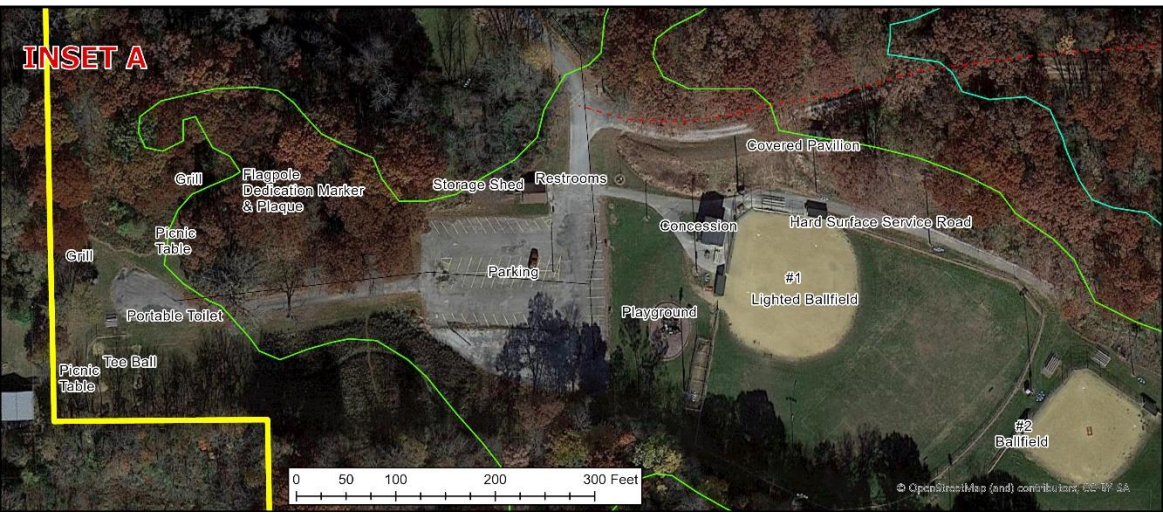 INSET A
Covered Pavilion
Grill
Flagpole
Dedication Marker
& Plaque
Storage Shed
Restrooms
Concession
Hard Surface Service Road
Picnic
Table
Grill
Parking
#1
Lighted Ballfield
Portable Toilet
Playground
Tee Ball
Picnic
Table
#2
Ballfield
0 50 100 200 300 Feet
© OpenStreetMap (and) contributors, CC-BY-SA